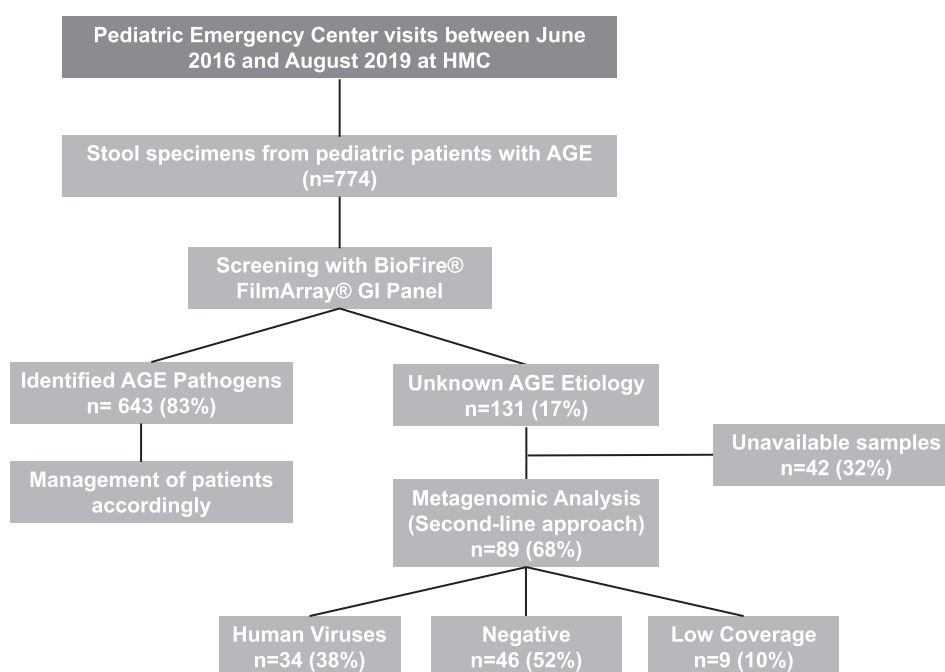 Pediatric Emergency Center visits between June
2016 and August 2019 at HMC
Stool specimens from pediatric patients with AGE
(n=774)
Screening with BioFire®
FilmArray® GI Panel
Identified AGE Pathogens
n= 643 (83%)
Unknown AGE Etiology
n=131 (17%)
Unavailable samples
n=42 (32%)
Management of patients
accordingly
Metagenomic Analysis
(Second-line approach)
n=89 (68%)
Human Viruses
n=34 (38%)
Negative
n=46 (52%)
Low Coverage
n=9 (10%)